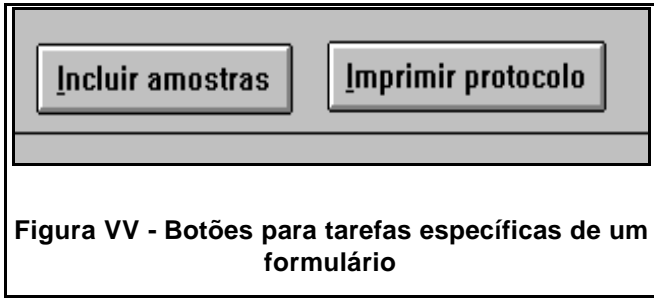 Incluir amostras Imprimir protocolo
Figura VV - Botões para tarefas específicas de um
formulário